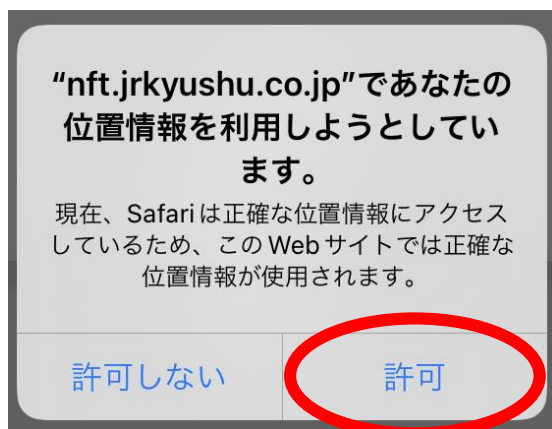 “nft.jrkyushu.co.jp”であなたの
位置情報を利用しようとしてい
ます。
現在、Safariは正確な位置情報にアクセス
しているため、このWebサイトでは正確な
位置情報が使用されます。
許可しない
許可